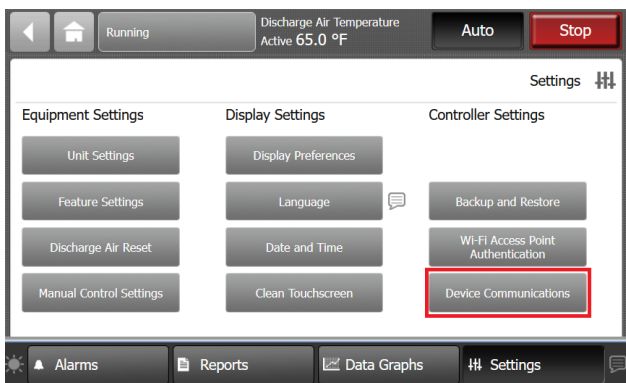 Running
Discharge Air Temperature
Active 65.0 °F
Auto
Stop
Settings
Equipment Settings
Display Settings
Controller Settings
Unit Settings
Display Preferences
Feature Settings
Language
Backup and Restore
Discharge Air Reset
Date and Time
Wi-Fi Access Point
Authentication
Manual Control Settings
Clean Touchscreen
Device Communications
Alarms
Reports
Data Graphs
Settings